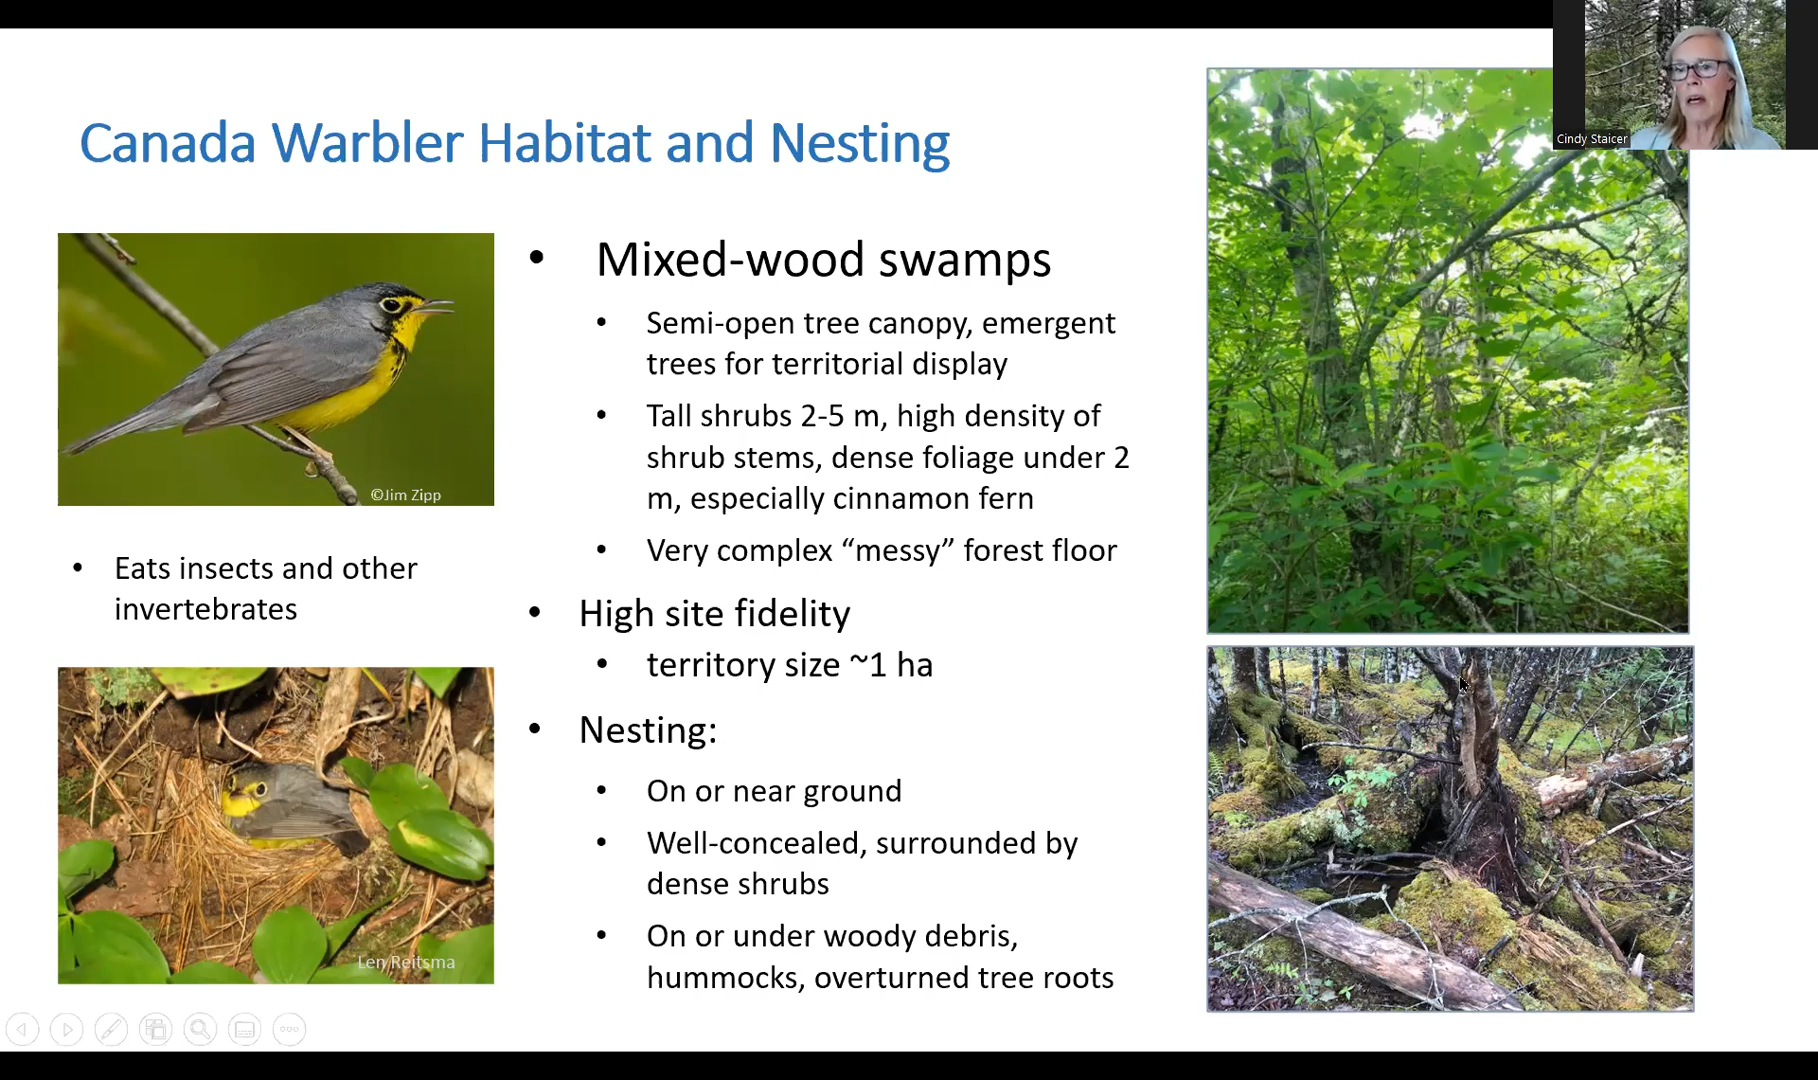 Cindy Staicer
Canada Warbler Habitat and Nesting
©Jim Zipp
• Eats insects and other
invertebrates
Len Reitsma
• Mixed-wood swamps
• Semi-open tree canopy, emergent
trees for territorial display
• Tall shrubs 2-5 m, high density of
shrub stems, dense foliage under 2
m, especially cinnamon fern
• Very complex “messy” forest floor
• High site fidelity
• territory size ~1 ha
• Nesting:
• On or near ground
• Well-concealed, surrounded by
dense shrubs
• On or under woody debris,
hummocks, overturned tree roots